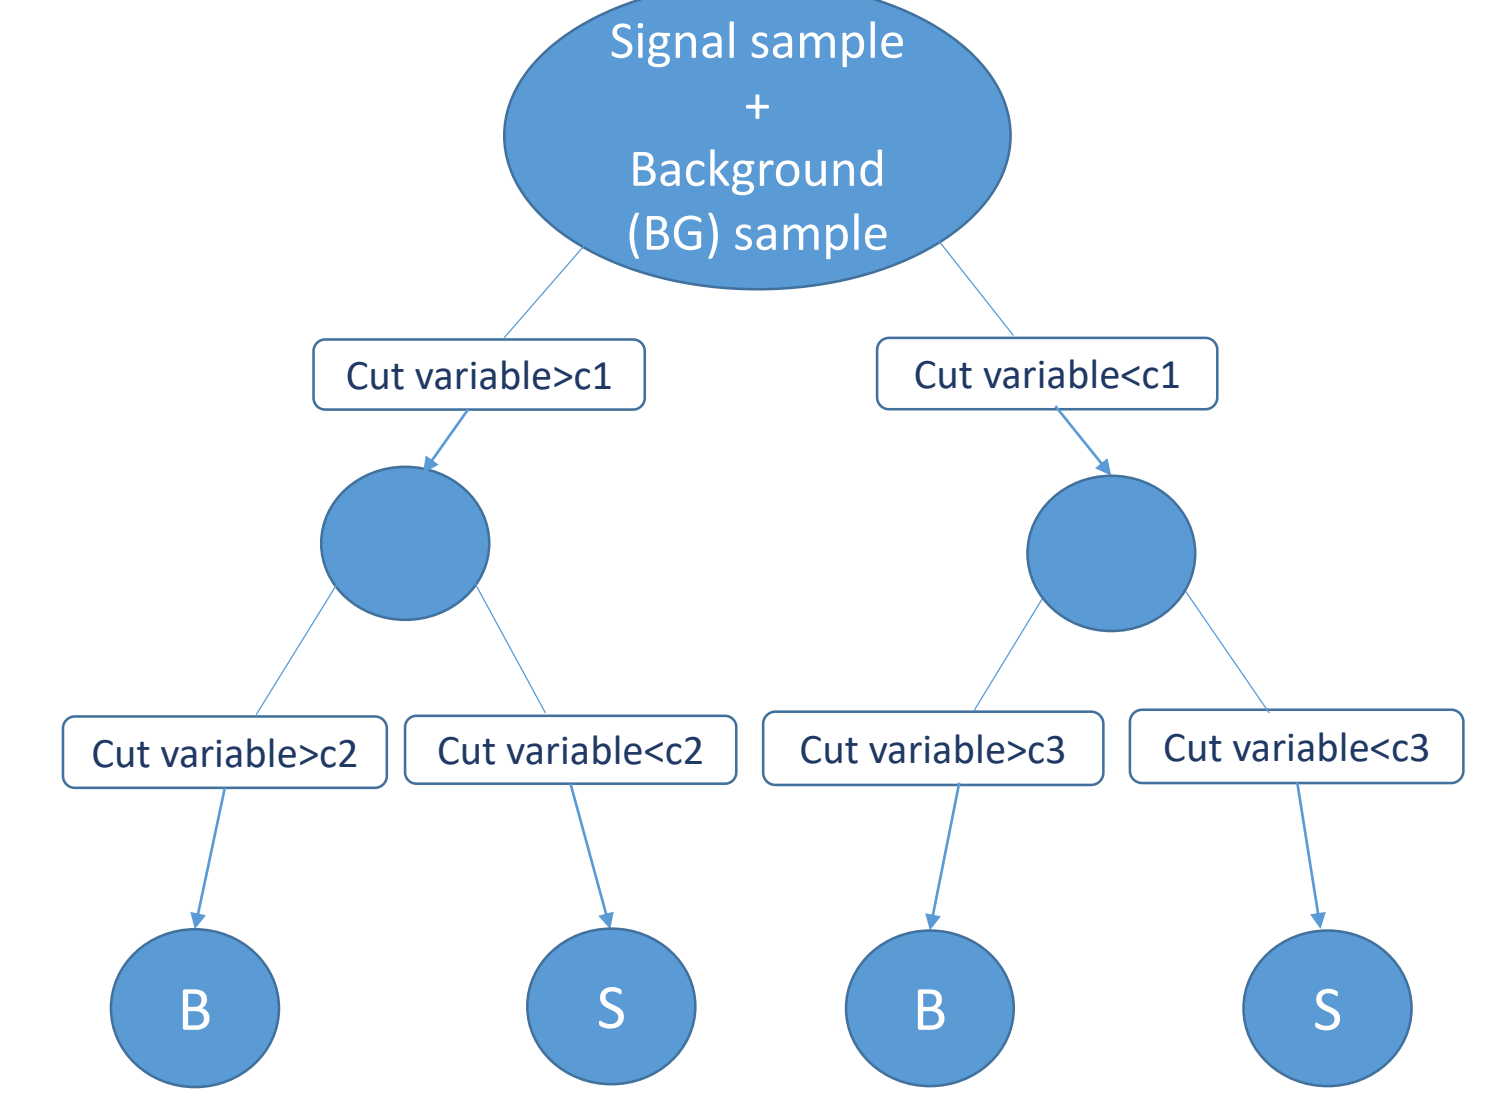 Signal sample
+
Background
(BG) sample
Cut variable>c1
Cut variable<c1
Cut variable>c2
Cut variable<c2
Cut variable>c3
Cut variable<c3
B
S
B
S